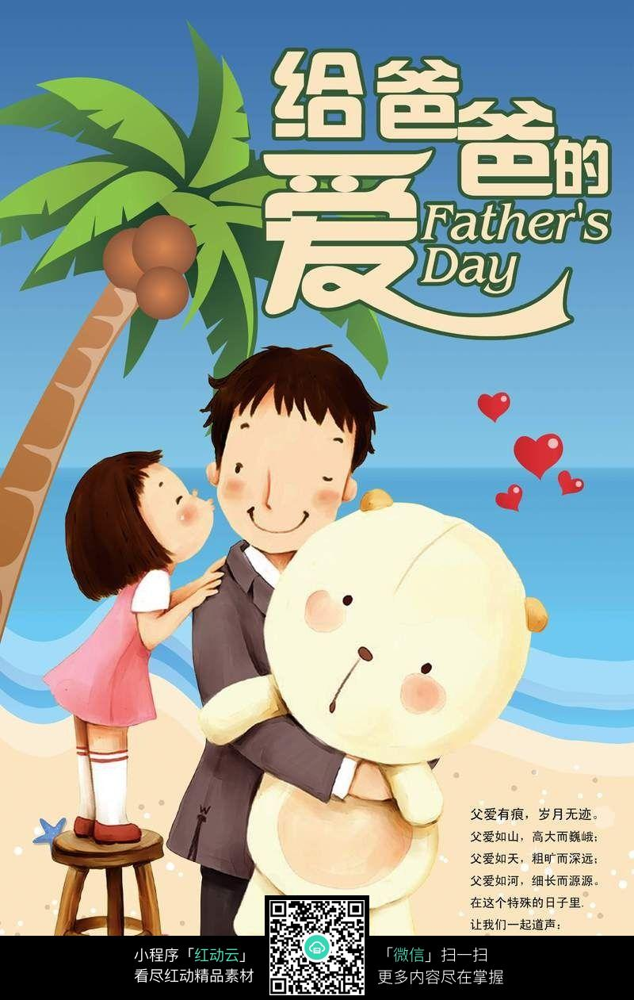 给爸爸的
爱
Father's
Day
父爱有痕，岁月无迹。
父爱如山，高大而巍峨；
父爱如天，粗旷而深远；
父爱如河，细长而源源。
在这个特殊的日子里.
让我们一起道声：
小程序「红动云」
看尽红动精品素材
「微信」扫一扫
更多内容尽在掌握